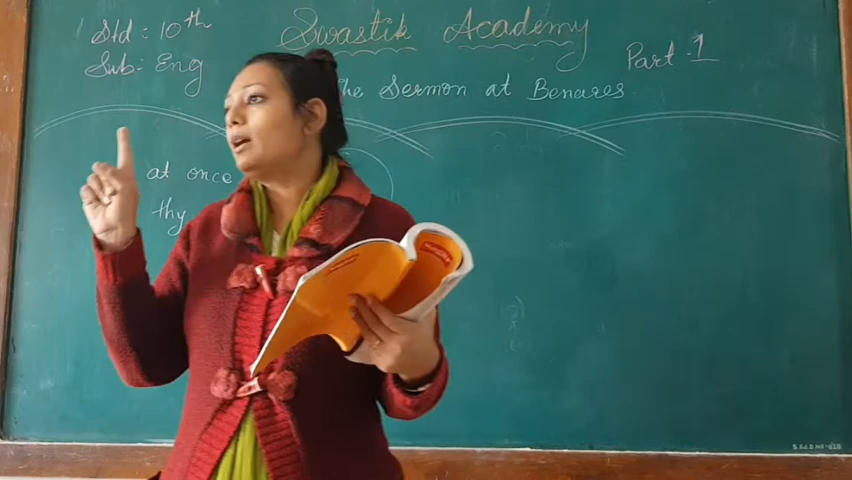 Std : 10th
Swastik Academy
Sub:- Eng
The Sermon at Benares
Part-1
at once
thy